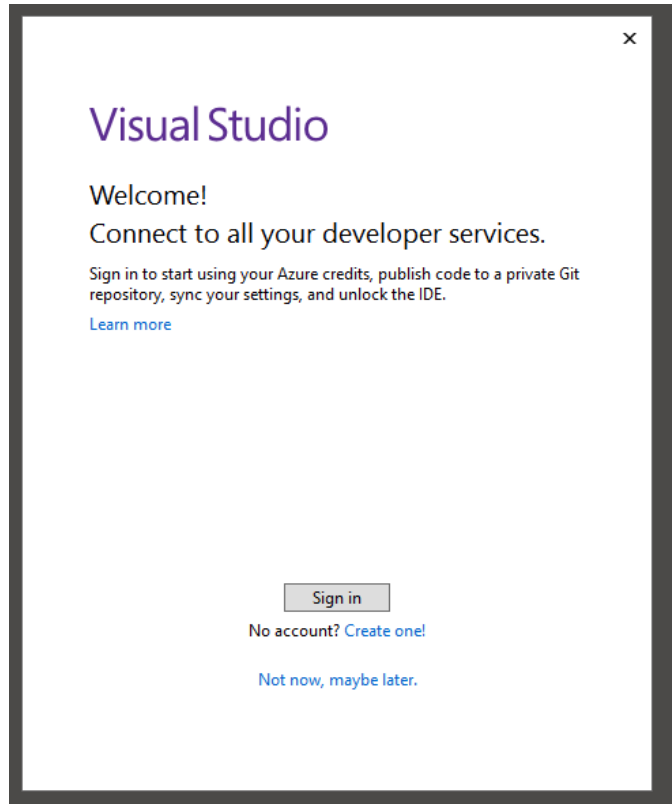 Visual Studio
Welcome!
Connect to all your developer services.
Sign in to start using your Azure credits, publish code to a private Git
repository, sync your settings, and unlock the IDE.
Learn more
Sign in
No account? Create one!
Not now, maybe later.